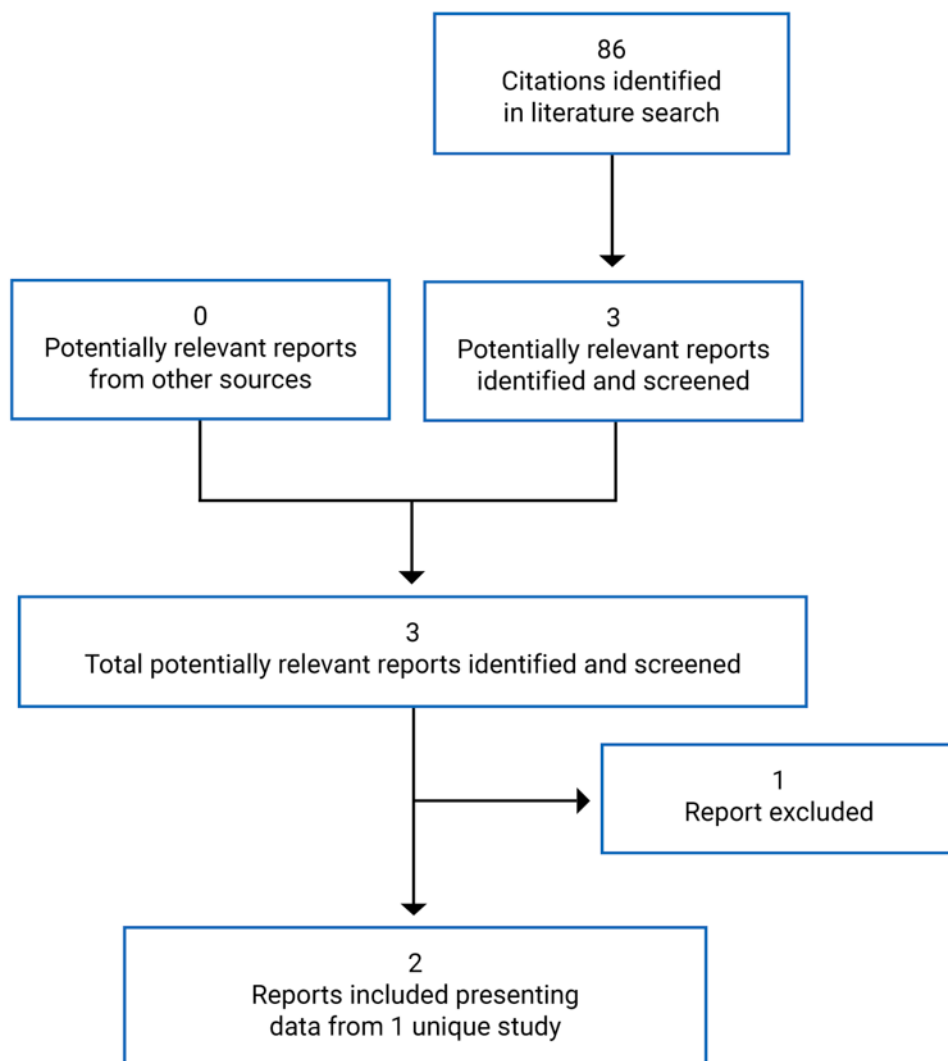 86
Citations identified
in literature search
0
Potentially relevant reports
from other sources
3
Potentially relevant reports
identified and screened
3
Total potentially relevant reports identified and screened
1
Report excluded
2
Reports included presenting
data from 1 unique study